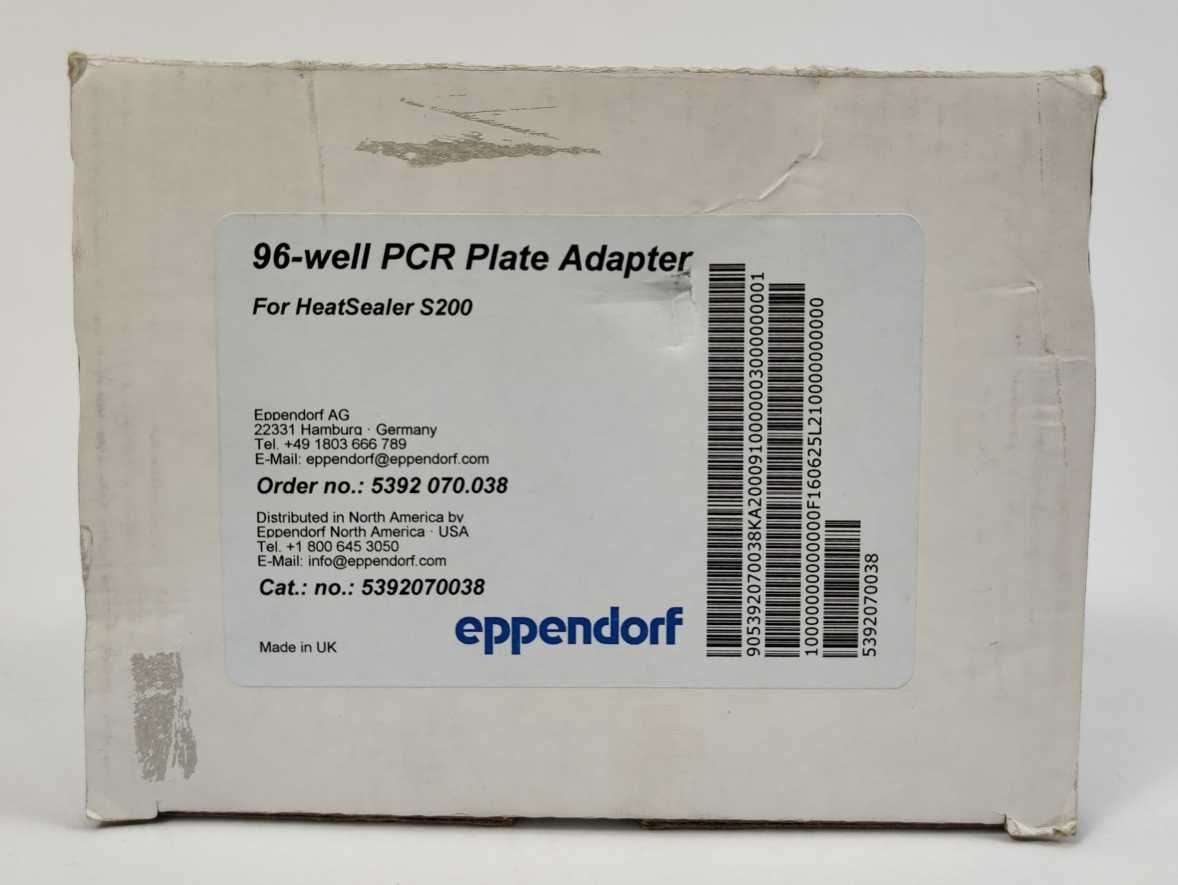 96-well PCR Plate Adapter
For HeatSealer S200
Eppendorf AG
22331 Hamburg · Germany
Tel. +49 1803 666 789
E-Mail: eppendorf@eppendorf.com
Order no.: 5392 070.038
Distributed in North America by
Eppendorf North America · USA
Tel. +1 800 645 3050
E-Mail: info@eppendorf.com
Cat.: no.: 5392070038
eppendorf
Made in UK
5392070038